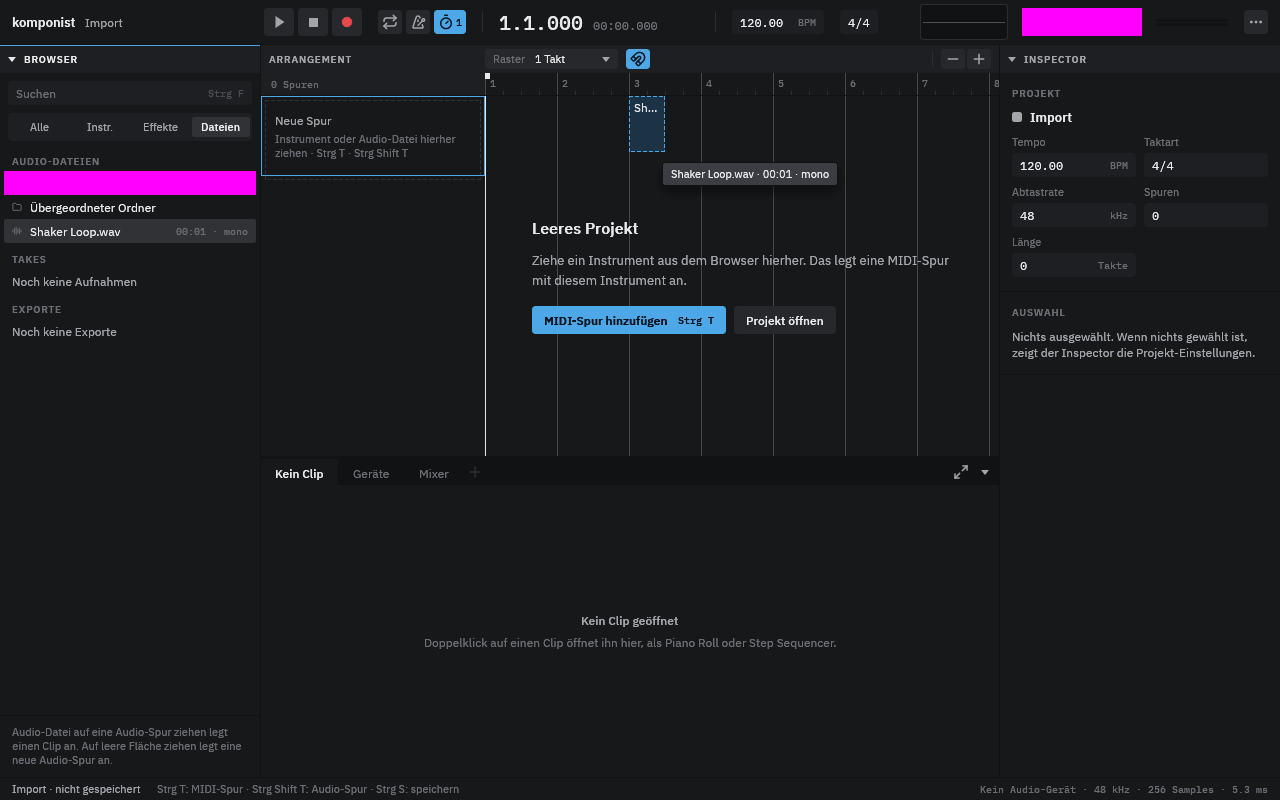 komponist Import
1
1.1.000 00:00.000
120.00 BPM
4/4
BROWSER
Suchen Strg F
Alle Instr. Effekte Dateien
AUDIO-DATEIEN
Übergeordneter Ordner
Shaker Loop.wav 00:01 · mono
TAKES
Noch keine Aufnahmen
EXPORTE
Noch keine Exporte
Audio-Datei auf eine Audio-Spur ziehen legt
einen Clip an. Auf leere Fläche ziehen legt eine
neue Audio-Spur an.
ARRANGEMENT
Raster 1 Takt
0 Spuren
1 2 3 4 5 6 7 8
Neue Spur
Instrument oder Audio-Datei hierher
ziehen · Strg T · Strg Shift T
Sh...
Shaker Loop.wav · 00:01 · mono
Leeres Projekt
Ziehe ein Instrument aus dem Browser hierher. Das legt eine MIDI-Spur
mit diesem Instrument an.
MIDI-Spur hinzufügen Strg T
Projekt öffnen
Kein Clip Geräte Mixer
Kein Clip geöffnet
Doppelklick auf einen Clip öffnet ihn hier, als Piano Roll oder Step Sequencer.
INSPECTOR
PROJEKT
Import
Tempo Taktart
120.00 BPM 4/4
Abtastrate Spuren
48 kHz 0
Länge
0 Takte
AUSWAHL
Nichts ausgewählt. Wenn nichts gewählt ist,
zeigt der Inspector die Projekt-Einstellungen.
Import · nicht gespeichert Strg T: MIDI-Spur · Strg Shift T: Audio-Spur · Strg S: speichern
Kein Audio-Gerät · 48 kHz · 256 Samples · 5.3 ms